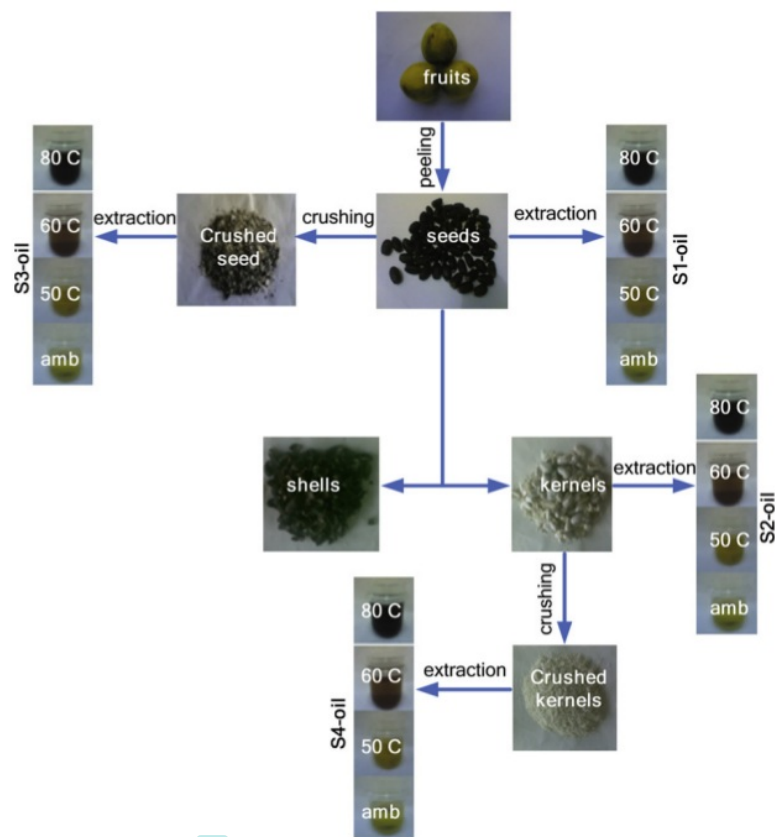 fruits
peeling
80 C
60 C
50 C
amb
S3-oil
extraction
Crushed
seed
crushing
seeds
extraction
80 C
60 C
50 C
amb
S1-oil
shells
kernels
extraction
80 C
60 C
50 C
amb
S2-oil
crushing
80 C
60 C
50 C
amb
S4-oil
extraction
Crushed
kernels